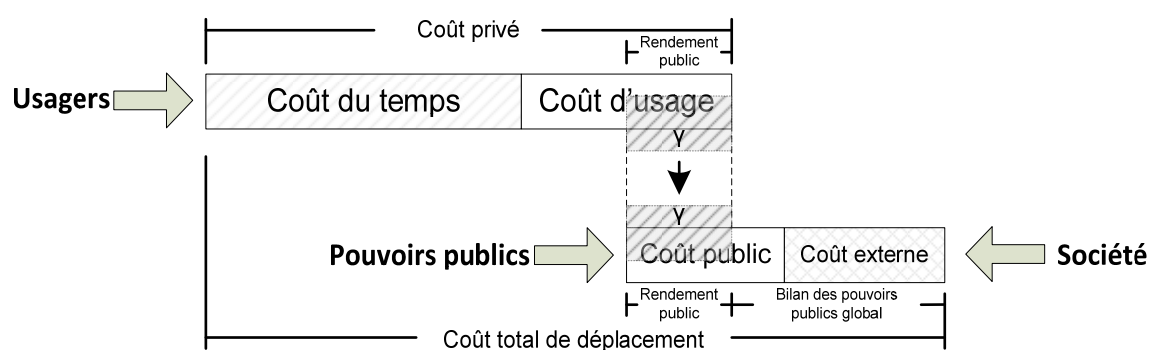 Coût privé
Rendement
public
Usagers
Coût du temps
Coût d'usage
γ
γ
Pouvoirs publics
Coût public
Coût externe
Société
Rendement
public
Bilan des pouvoirs
publics global
Coût total de déplacement